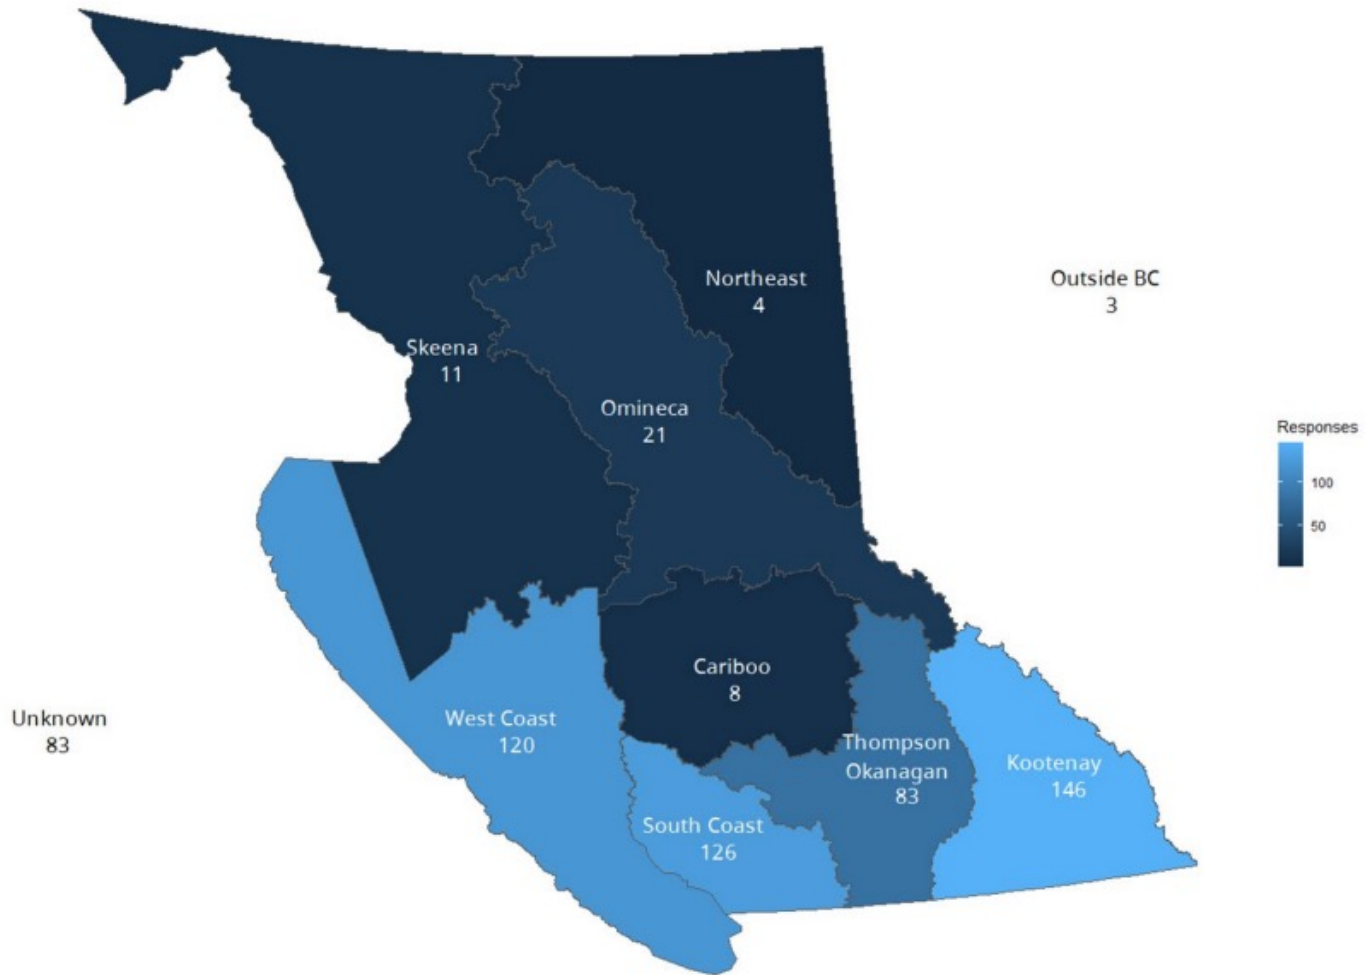 Northeast
4
Outside BC
3
Skeena
11
Omineca
21
Responses
100
50
Cariboo
8
Unknown
83
West Coast
120
Thompson
Okanagan
83
Kootenay
146
South Coast
126